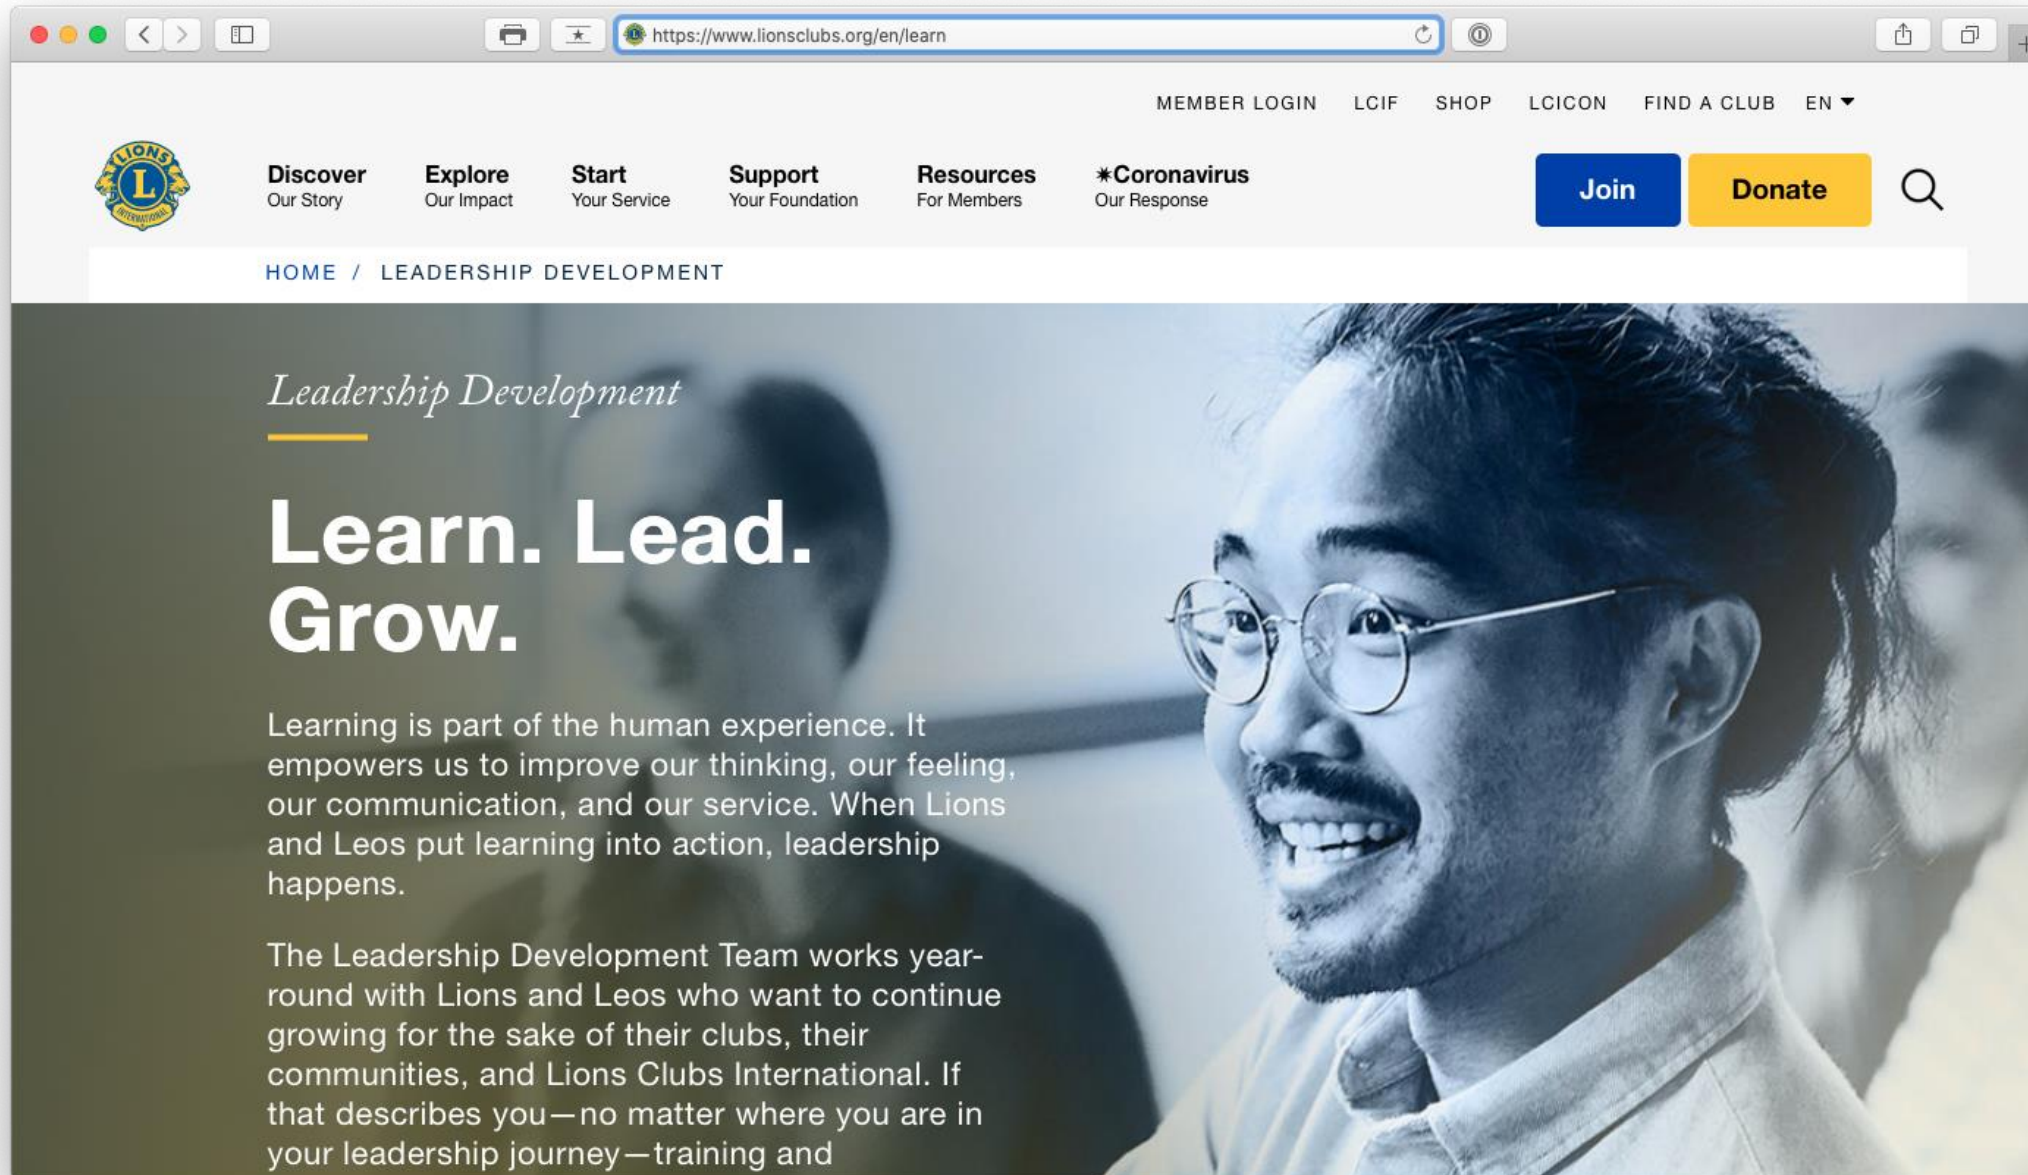 https://www.lionsclubs.org/en/learn
MEMBER LOGIN LCIF SHOP LCICON FIND A CLUB EN
LIONS
L
INTERNATIONAL
Discover Explore Start Support Resources ✷Coronavirus
Our Story Our Impact Your Service Your Foundation For Members Our Response
Join Donate
HOME / LEADERSHIP DEVELOPMENT
Leadership Development
Learn. Lead.
Grow.
Learning is part of the human experience. It
empowers us to improve our thinking, our feeling,
our communication, and our service. When Lions
and Leos put learning into action, leadership
happens.
The Leadership Development Team works year-
round with Lions and Leos who want to continue
growing for the sake of their clubs, their
communities, and Lions Clubs International. If
that describes you—no matter where you are in
your leadership journey—training and